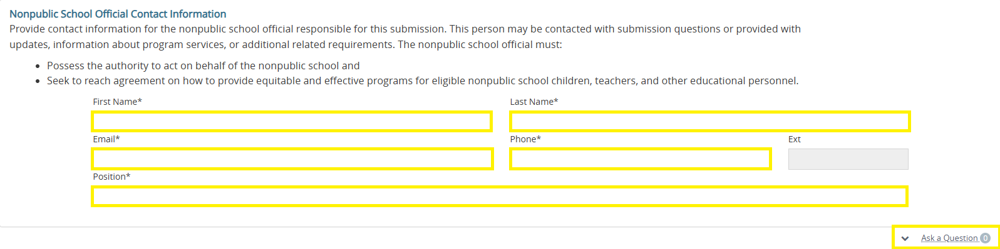 Nonpublic School Official Contact Information
Provide contact information for the nonpublic school official responsible for this submission. This person may be contacted with submission questions or provided with
updates, information about program services, or additional related requirements. The nonpublic school official must:
• Possess the authority to act on behalf of the nonpublic school and
• Seek to reach agreement on how to provide equitable and effective programs for eligible nonpublic school children, teachers, and other educational personnel.
First Name* Last Name*
Email* Phone* Ext
Position*
Ask a Question 0